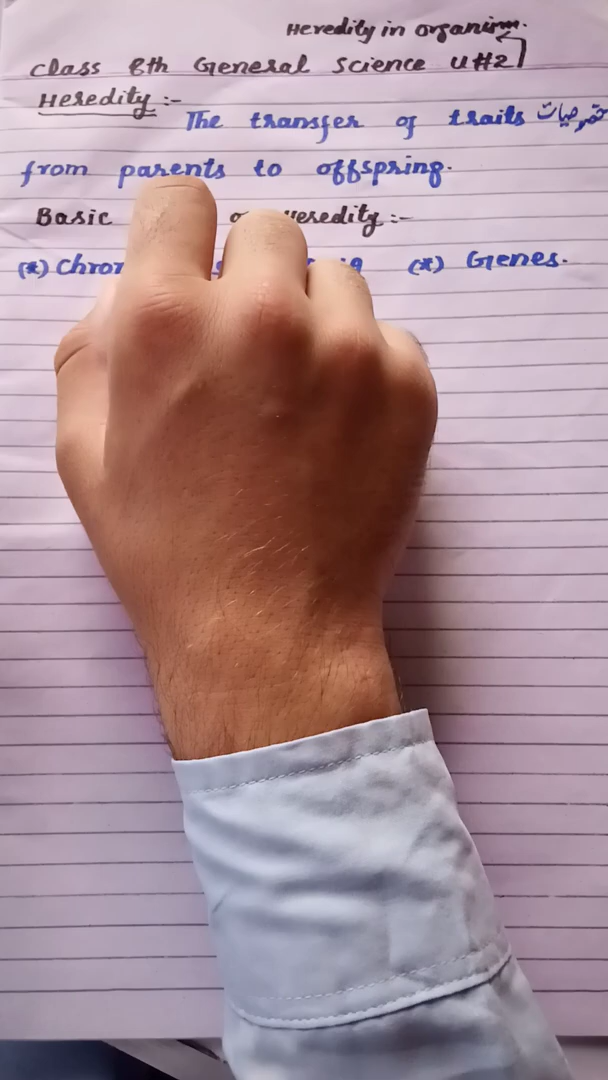 Heredity in organism.
Class 8th General Science U#2
Heredity :-
The transfer of traits خصوصیات
from parents to offspring.
Basic Heredity :-
(*) (*) Genes.